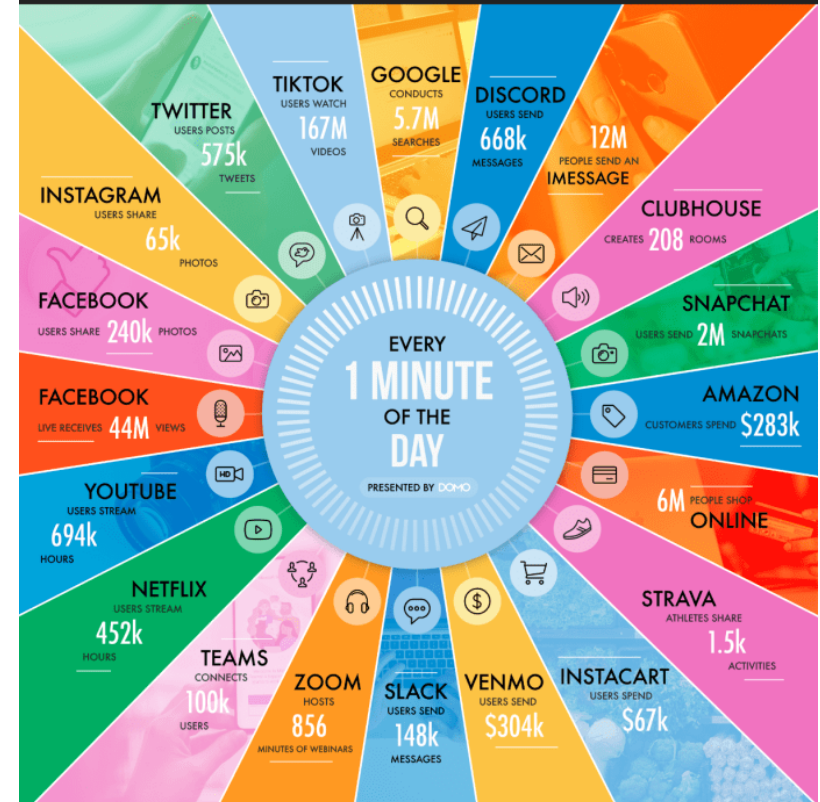 EVERY
1 MINUTE
OF THE
DAY
PRESENTED BY DOMO
GOOGLE
CONDUCTS
5.7M
SEARCHES
DISCORD
USERS SEND
668k
MESSAGES
12M
PEOPLE SEND AN
IMESSAGE
CLUBHOUSE
CREATES 208 ROOMS
SNAPCHAT
USERS SEND 2M SNAPCHATS
AMAZON
CUSTOMERS SPEND $283k
6M PEOPLE SHOP
ONLINE
STRAVA
ATHLETES SHARE
1.5k
ACTIVITIES
INSTACART
USERS SPEND
$67k
VENMO
USERS SEND
$304k
SLACK
USERS SEND
148k
MESSAGES
ZOOM
HOSTS
856
MINUTES OF WEBINARS
TEAMS
CONNECTS
100k
USERS
NETFLIX
USERS STREAM
452k
HOURS
YOUTUBE
USERS STREAM
694k
HOURS
HD
FACEBOOK
LIVE RECEIVES 44M VIEWS
FACEBOOK
USERS SHARE 240k PHOTOS
INSTAGRAM
USERS SHARE
65k
PHOTOS
TWITTER
USERS POSTS
575k
TWEETS
TIKTOK
USERS WATCH
167M
VIDEOS